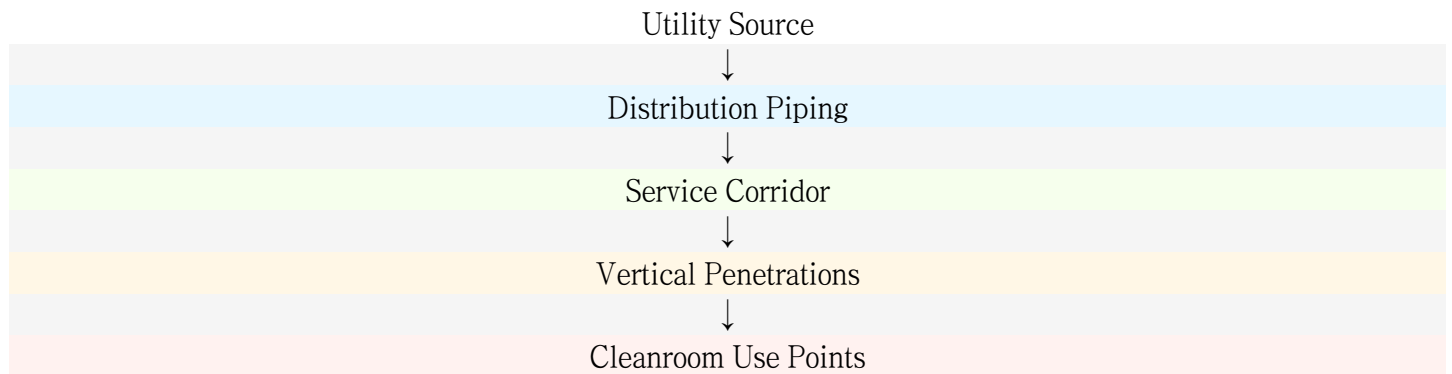 Utility Source
↓
Distribution Piping
↓
Service Corridor
↓
Vertical Penetrations
↓
Cleanroom Use Points